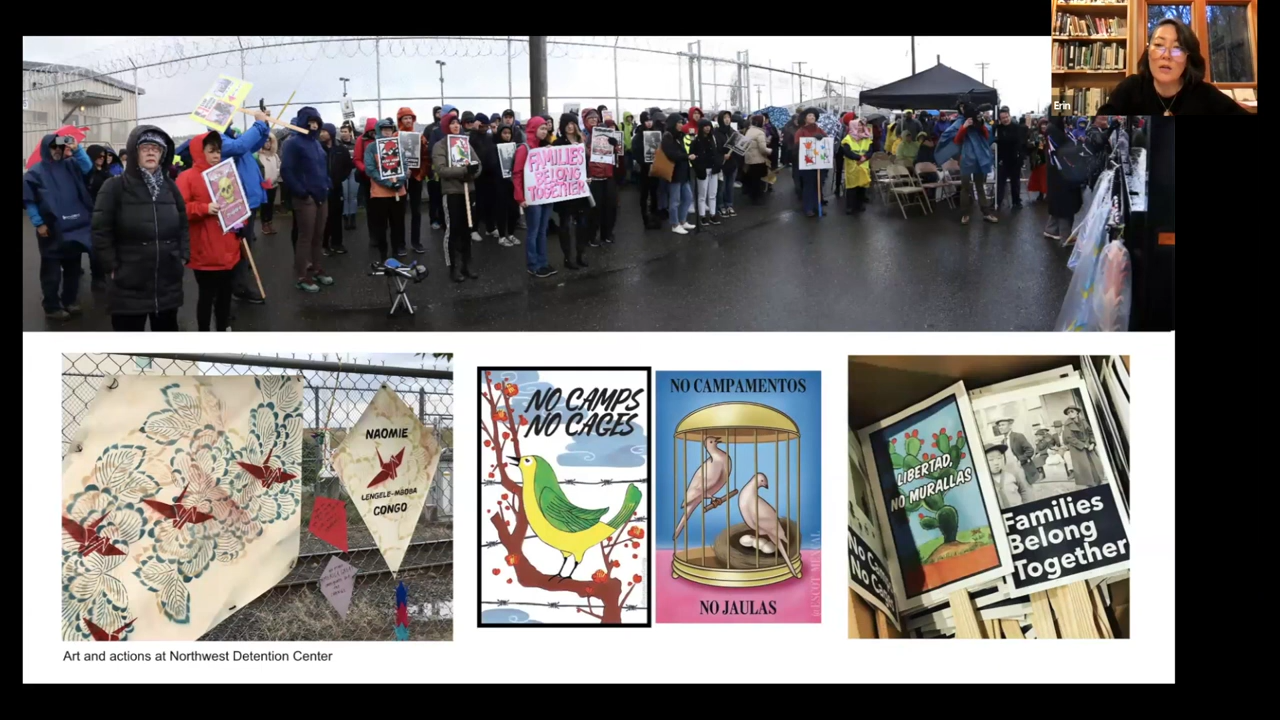 Erin
FAMILIES
BELONG
TOGETHER
NAOMIE
LENGELE-MBOBA
CONGO
NO CAMPS
NO CAGES
NO CAMPAMENTOS
NO JAULAS
LIBERTAD,
NO MURALLAS
Families
Belong
Together
No Camps
No Cages
Art and actions at Northwest Detention Center